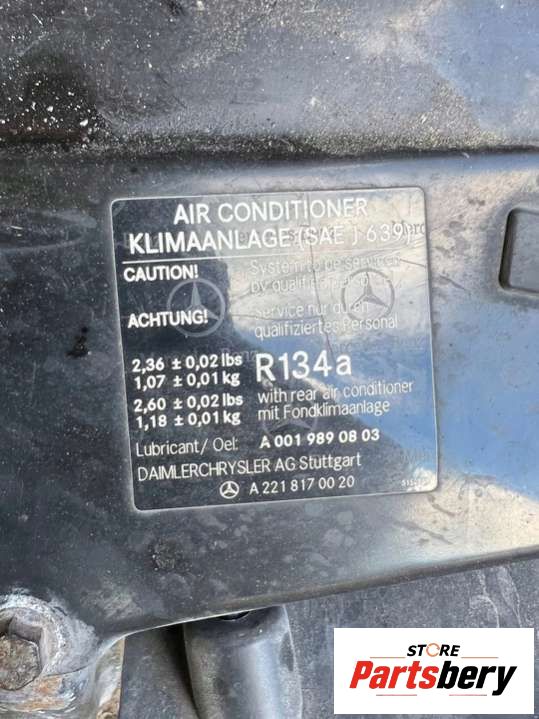 AIR CONDITIONER
KLIMAANLAGE (SAE J 639)
CAUTION!
System to be serviced
by qualified personnel
ACHTUNG!
Service nur durch
qualifiziertes Personal
2,36 ± 0,02 lbs
1,07 ± 0,01 kg
R134a
2,60 ± 0,02 lbs
1,18 ± 0,01 kg
with rear air conditioner
mit Fondklimaanlage
Lubricant / Oel: A 001 989 08 03
DAIMLERCHRYSLER AG Stuttgart
A 221 817 00 20
STORE
Partsbery